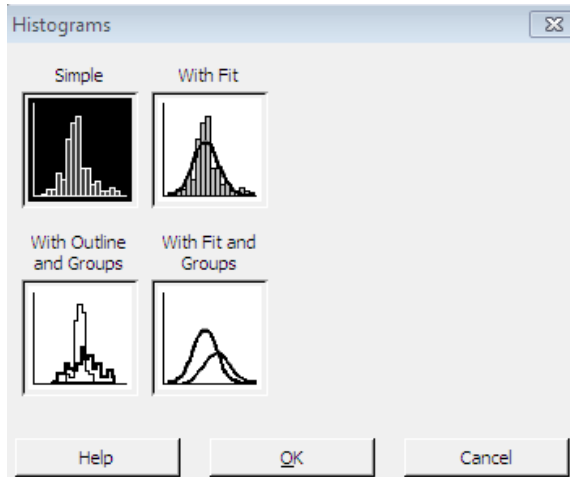 Histograms
Simple
With Fit
With Outline
and Groups
With Fit and
Groups
Help
OK
Cancel